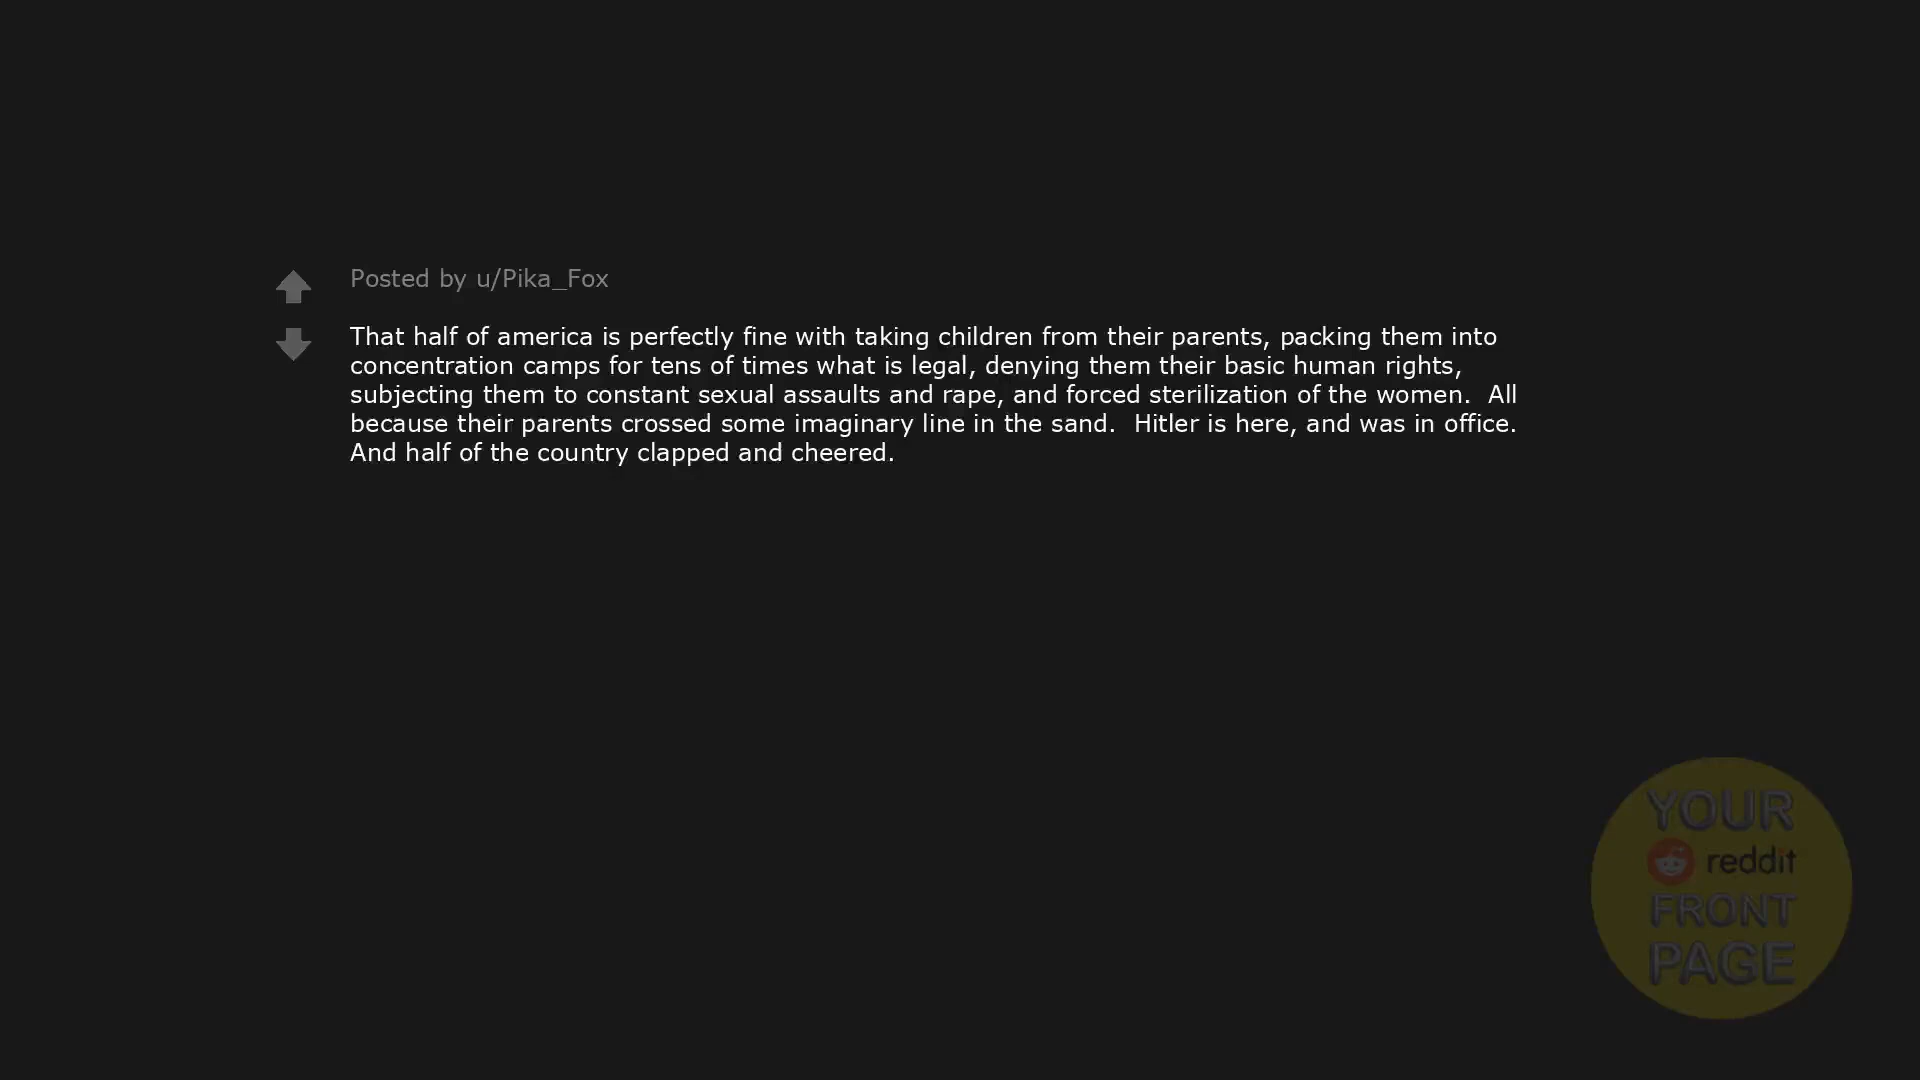 Posted by u/Pika_Fox
That half of america is perfectly fine with taking children from their parents, packing them into
concentration camps for tens of times what is legal, denying them their basic human rights,
subjecting them to constant sexual assaults and rape, and forced sterilization of the women.  All
because their parents crossed some imaginary line in the sand.  Hitler is here, and was in office.
And half of the country clapped and cheered.
YOUR
reddit
FRONT
PAGE